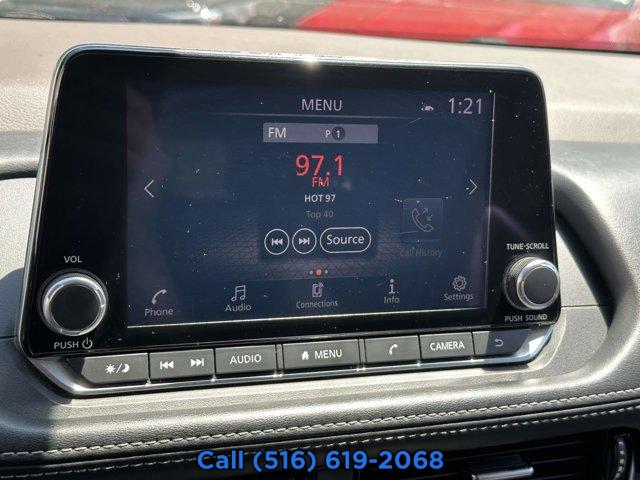 MENU
1:21
FM P 1
97.1
FM
HOT 97
Top 40
Source
Call History
VOL
TUNE·SCROLL
Phone
Audio
Connections
Info
Settings
PUSH
PUSH SOUND
AUDIO
MENU
CAMERA
Call (516) 619-2068